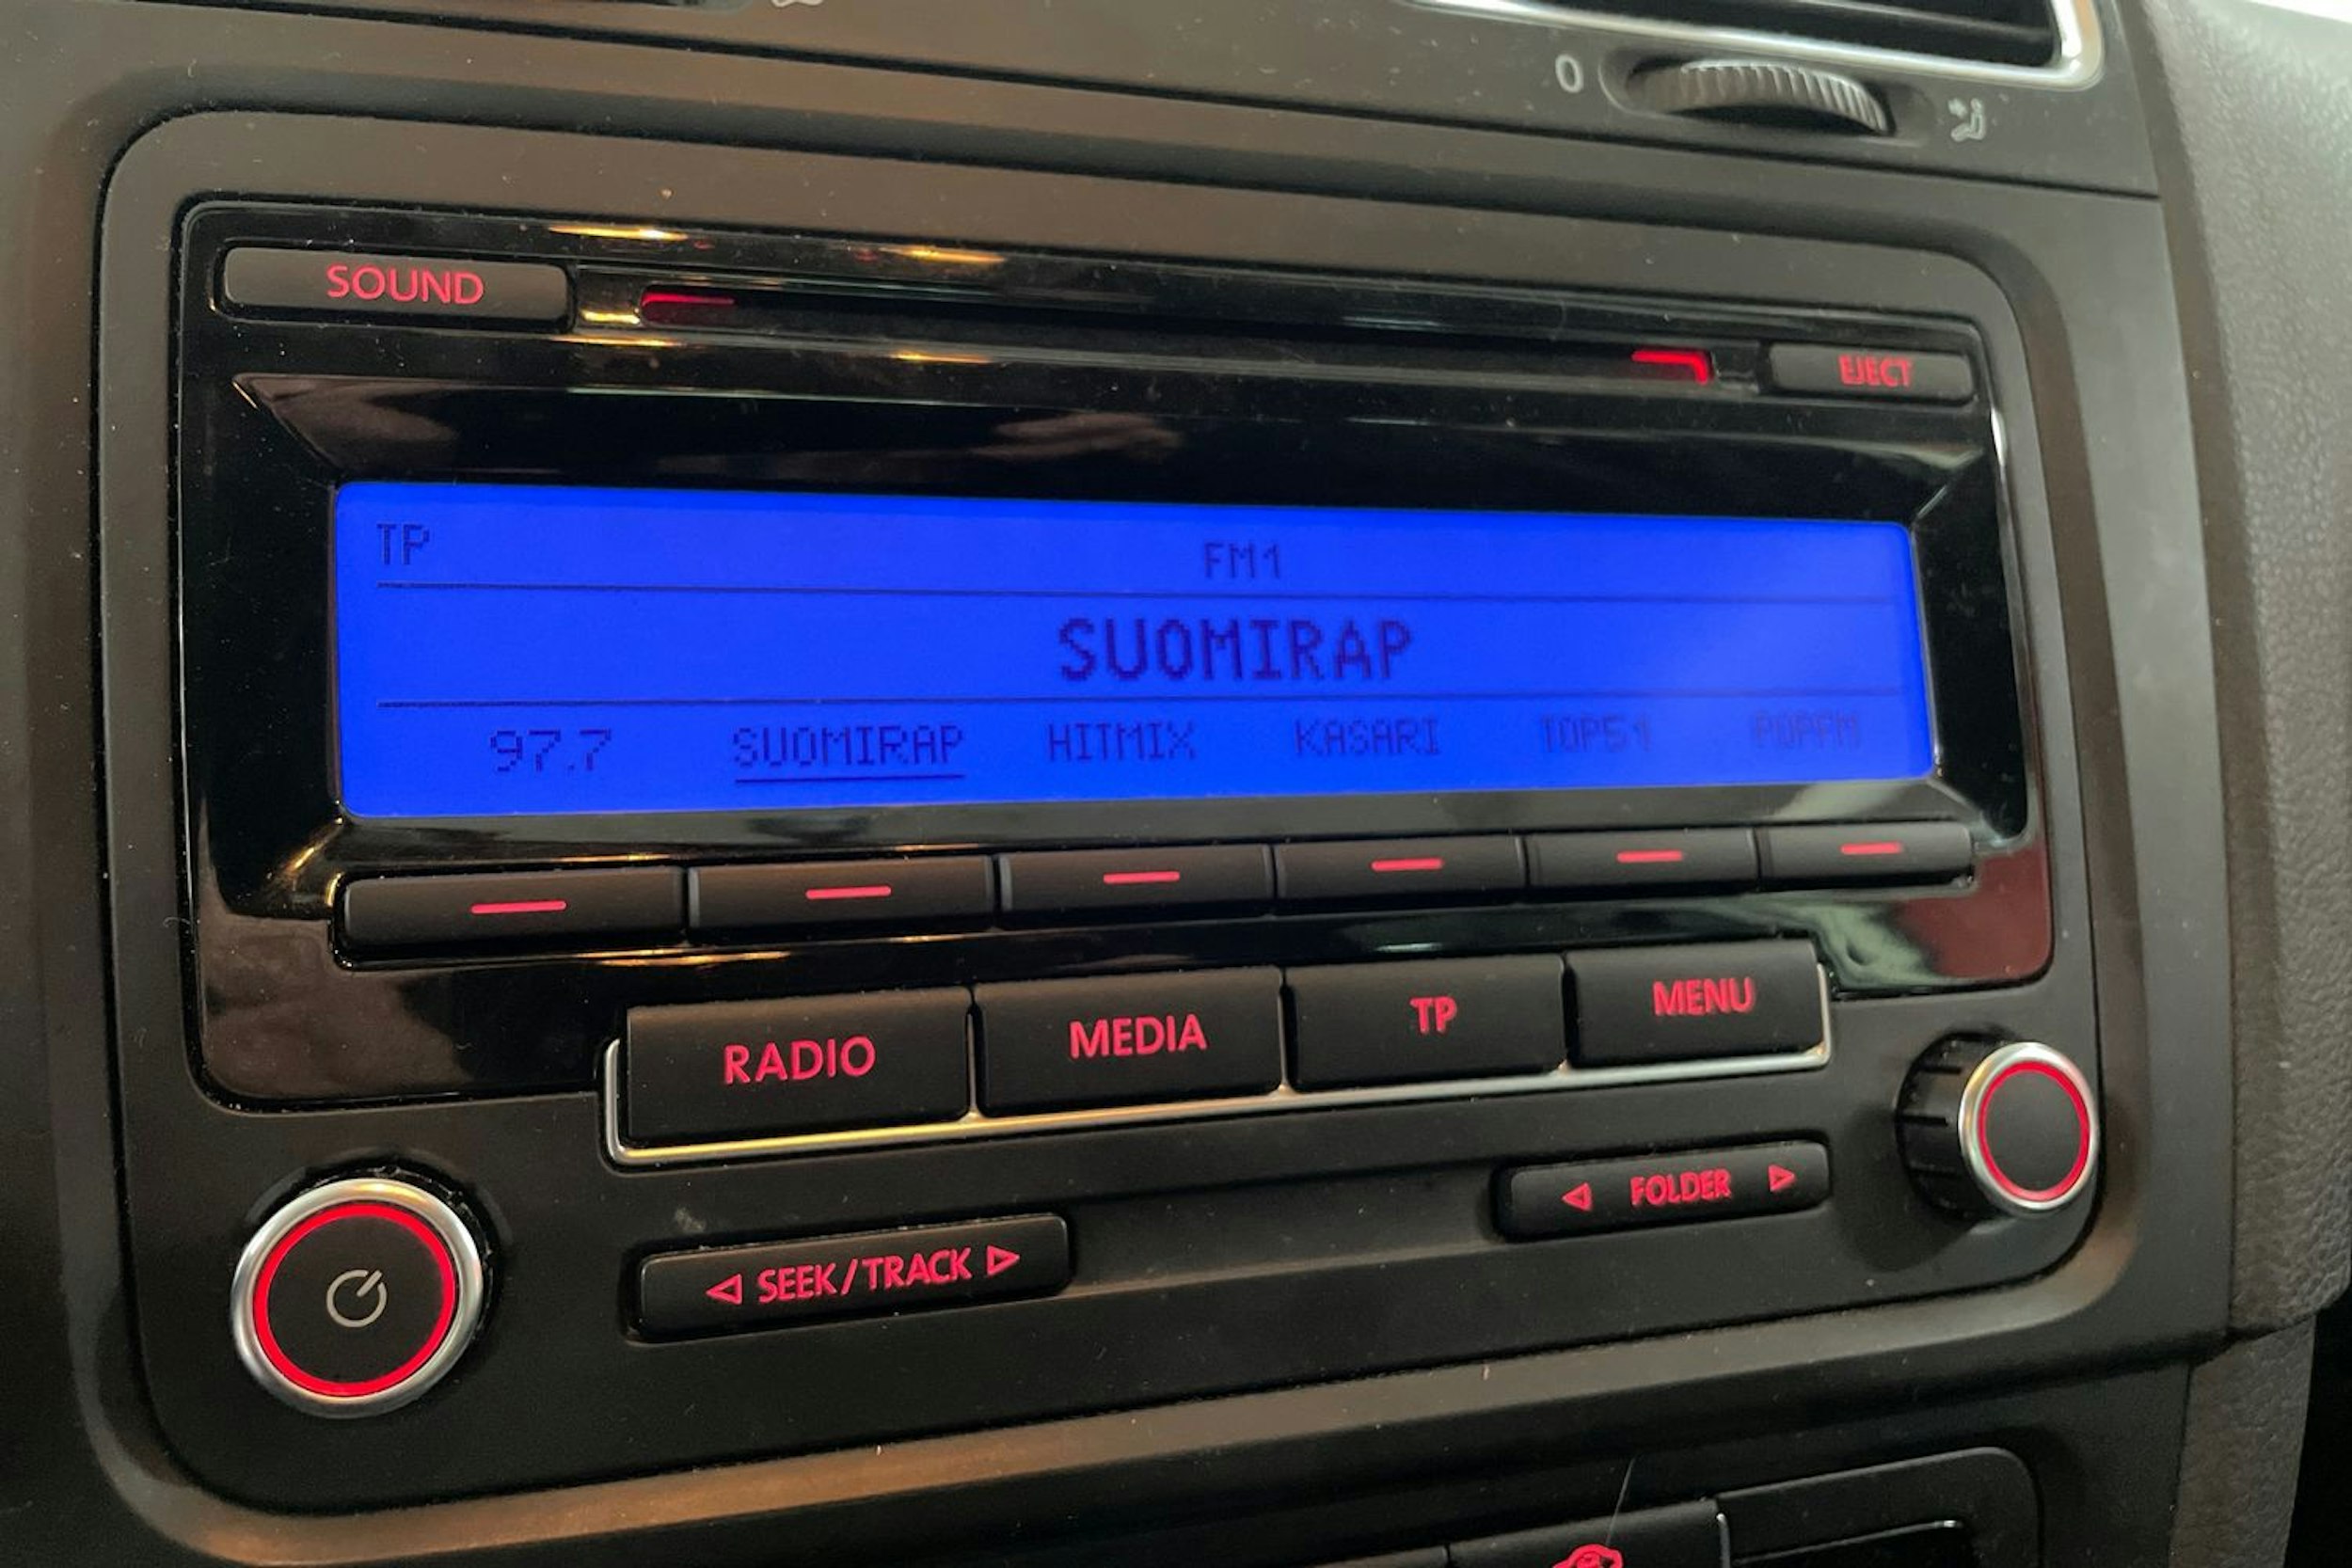 0
SOUND
EJECT
TP FM1
SUOMIRAP
97.7 SUOMIRAP HITMIX KASARI TOP51 POPFM
RADIO MEDIA TP MENU
FOLDER
SEEK/TRACK